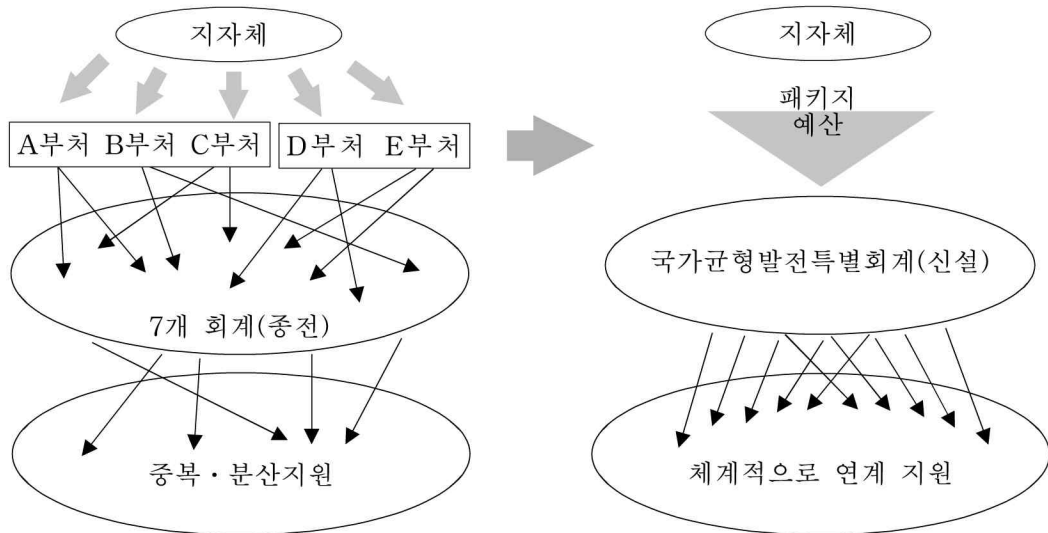 지자체
A부처 B부처 C부처
D부처 E부처
7개 회계(종전)
중복·분산지원
지자체
패키지
예산
국가균형발전특별회계(신설)
체계적으로 연계 지원